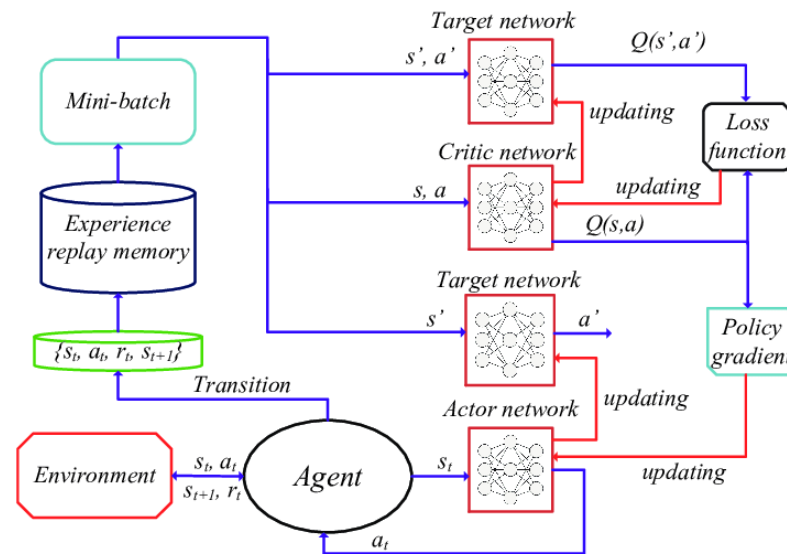 Target network
Q(s’,a’)
s’, a’
Mini-batch
updating
Loss
function
Critic network
updating
s, a
Experience
replay memory
Q(s,a)
Target network
s’
a’
{sₜ, aₜ, rₜ, sₜ₊₁}
Policy
gradient
Transition
updating
Actor network
Environment
sₜ, aₜ
sₜ₊₁, rₜ
Agent
sₜ
updating
aₜ